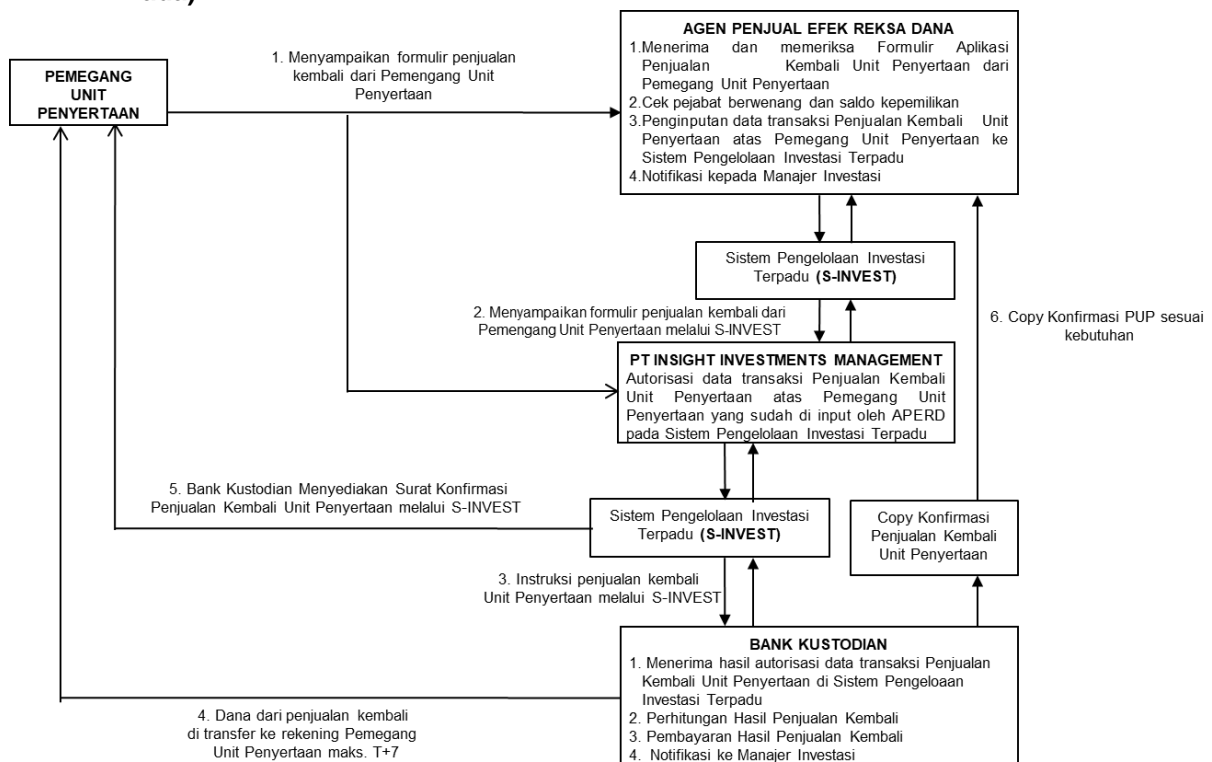 AGEN PENJUAL EFEK REKSA DANA
1.Menerima dan memeriksa Formulir Aplikasi
Penjualan Kembali Unit Penyertaan dari
Pemegang Unit Penyertaan
2.Cek pejabat berwenang dan saldo kepemilikan
3.Penginputan data transaksi Penjualan Kembali Unit
Penyertaan atas Pemegang Unit Penyertaan ke
Sistem Pengelolaan Investasi Terpadu
4.Notifikasi kepada Manajer Investasi
1. Menyampaikan formulir penjualan
kembali dari Pemengang Unit
Penyertaan
PEMEGANG
UNIT
PENYERTAAN
Sistem Pengelolaan Investasi
Terpadu (S-INVEST)
2. Menyampaikan formulir penjualan kembali dari
Pemengang Unit Penyertaan melalui S-INVEST
6. Copy Konfirmasi PUP sesuai
kebutuhan
PT INSIGHT INVESTMENTS MANAGEMENT
Autorisasi data transaksi Penjualan Kembali
Unit Penyertaan atas Pemegang Unit
Penyertaan yang sudah di input oleh APERD
pada Sistem Pengelolaan Investasi Terpadu
5. Bank Kustodian Menyediakan Surat Konfirmasi
Penjualan Kembali Unit Penyertaan melalui S-INVEST
Sistem Pengelolaan Investasi
Terpadu (S-INVEST)
Copy Konfirmasi
Penjualan Kembali
Unit Penyertaan
3. Instruksi penjualan kembali
Unit Penyertaan melalui S-INVEST
BANK KUSTODIAN
1. Menerima hasil autorisasi data transaksi Penjualan
Kembali Unit Penyertaan di Sistem Pengeloaan
Investasi Terpadu
2. Perhitungan Hasil Penjualan Kembali
3. Pembayaran Hasil Penjualan Kembali
4. Notifikasi ke Manajer Investasi
4. Dana dari penjualan kembali
di transfer ke rekening Pemegang
Unit Penyertaan maks. T+7